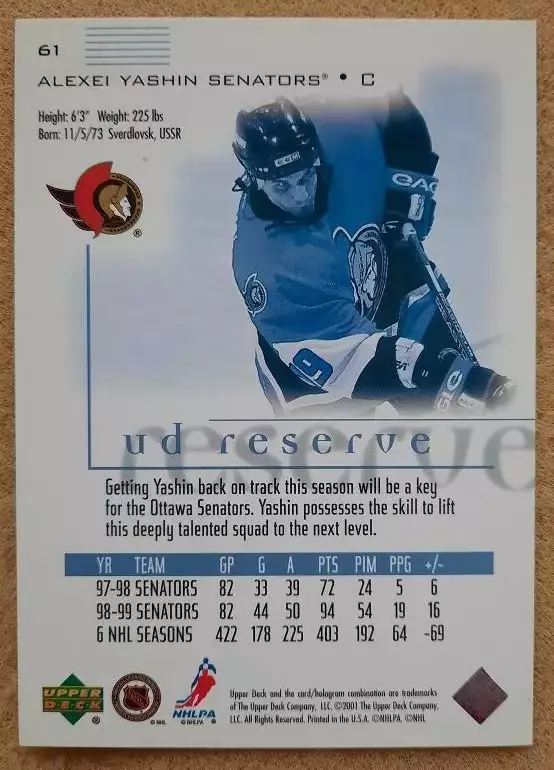 61
ALEXEI YASHIN SENATORS® • C
Height: 6'3" Weight: 225 lbs
Born: 11/5/73 Sverdlovsk, USSR
®
9
ud reserve
reserve
Getting Yashin back on track this season will be a key
for the Ottawa Senators. Yashin possesses the skill to lift
this deeply talented squad to the next level.
YR TEAM GP G A PTS PIM PPG +/-
97-98 SENATORS 82 33 39 72 24 5 6
98-99 SENATORS 82 44 50 94 54 19 16
6 NHL SEASONS 422 178 225 403 192 64 -69
UPPER
DECK ®
NHL
©NHL
NHLPA
©NHLPA
Upper Deck and the card/hologram combination are trademarks
of The Upper Deck Company, LLC. ©2001 The Upper Deck Company,
LLC. All Rights Reserved. Printed in the U.S.A. ©NHLPA. ©NHL